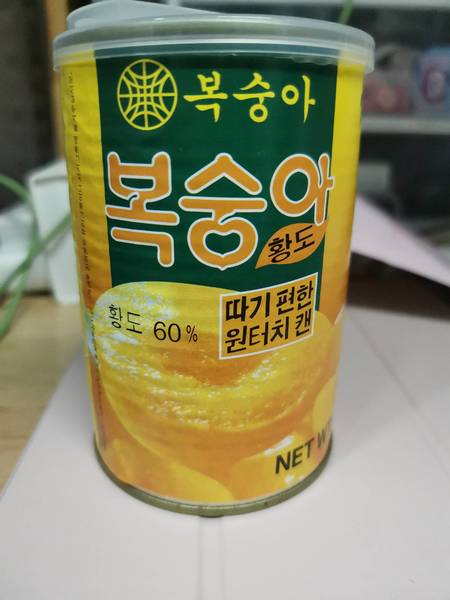 복숭아
복숭아
황도
황도 60%
따기 편한
원터치 캔
NET